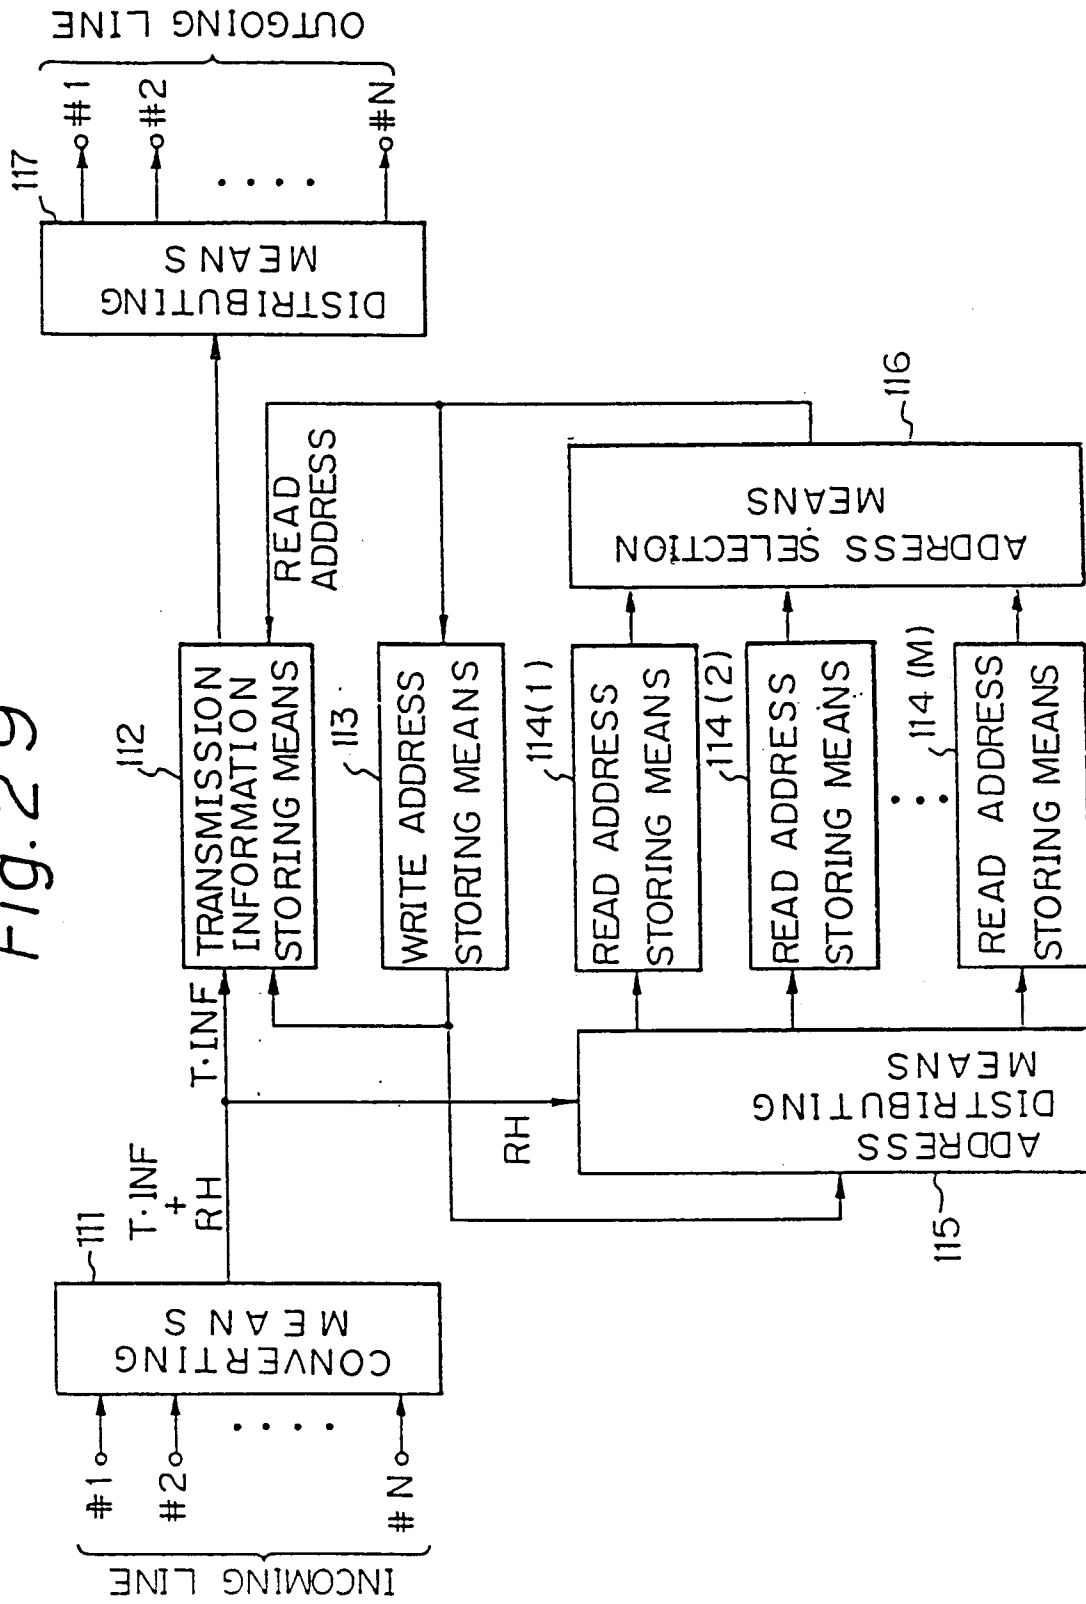 Fig. 29
INCOMING LINE
#1
#2
#N
CONVERTING
MEANS
111
T·INF
+
RH
T·INF
RH
112
TRANSMISSION
INFORMATION
STORING MEANS
READ
ADDRESS
113
WRITE ADDRESS
STORING MEANS
114(1)
READ ADDRESS
STORING MEANS
114(2)
READ ADDRESS
STORING MEANS
114(M)
READ ADDRESS
STORING MEANS
115
ADDRESS
DISTRIBUTING
MEANS
116
ADDRESS SELECTION
MEANS
117
DISTRIBUTING
MEANS
#1
#2
#N
OUTGOING LINE